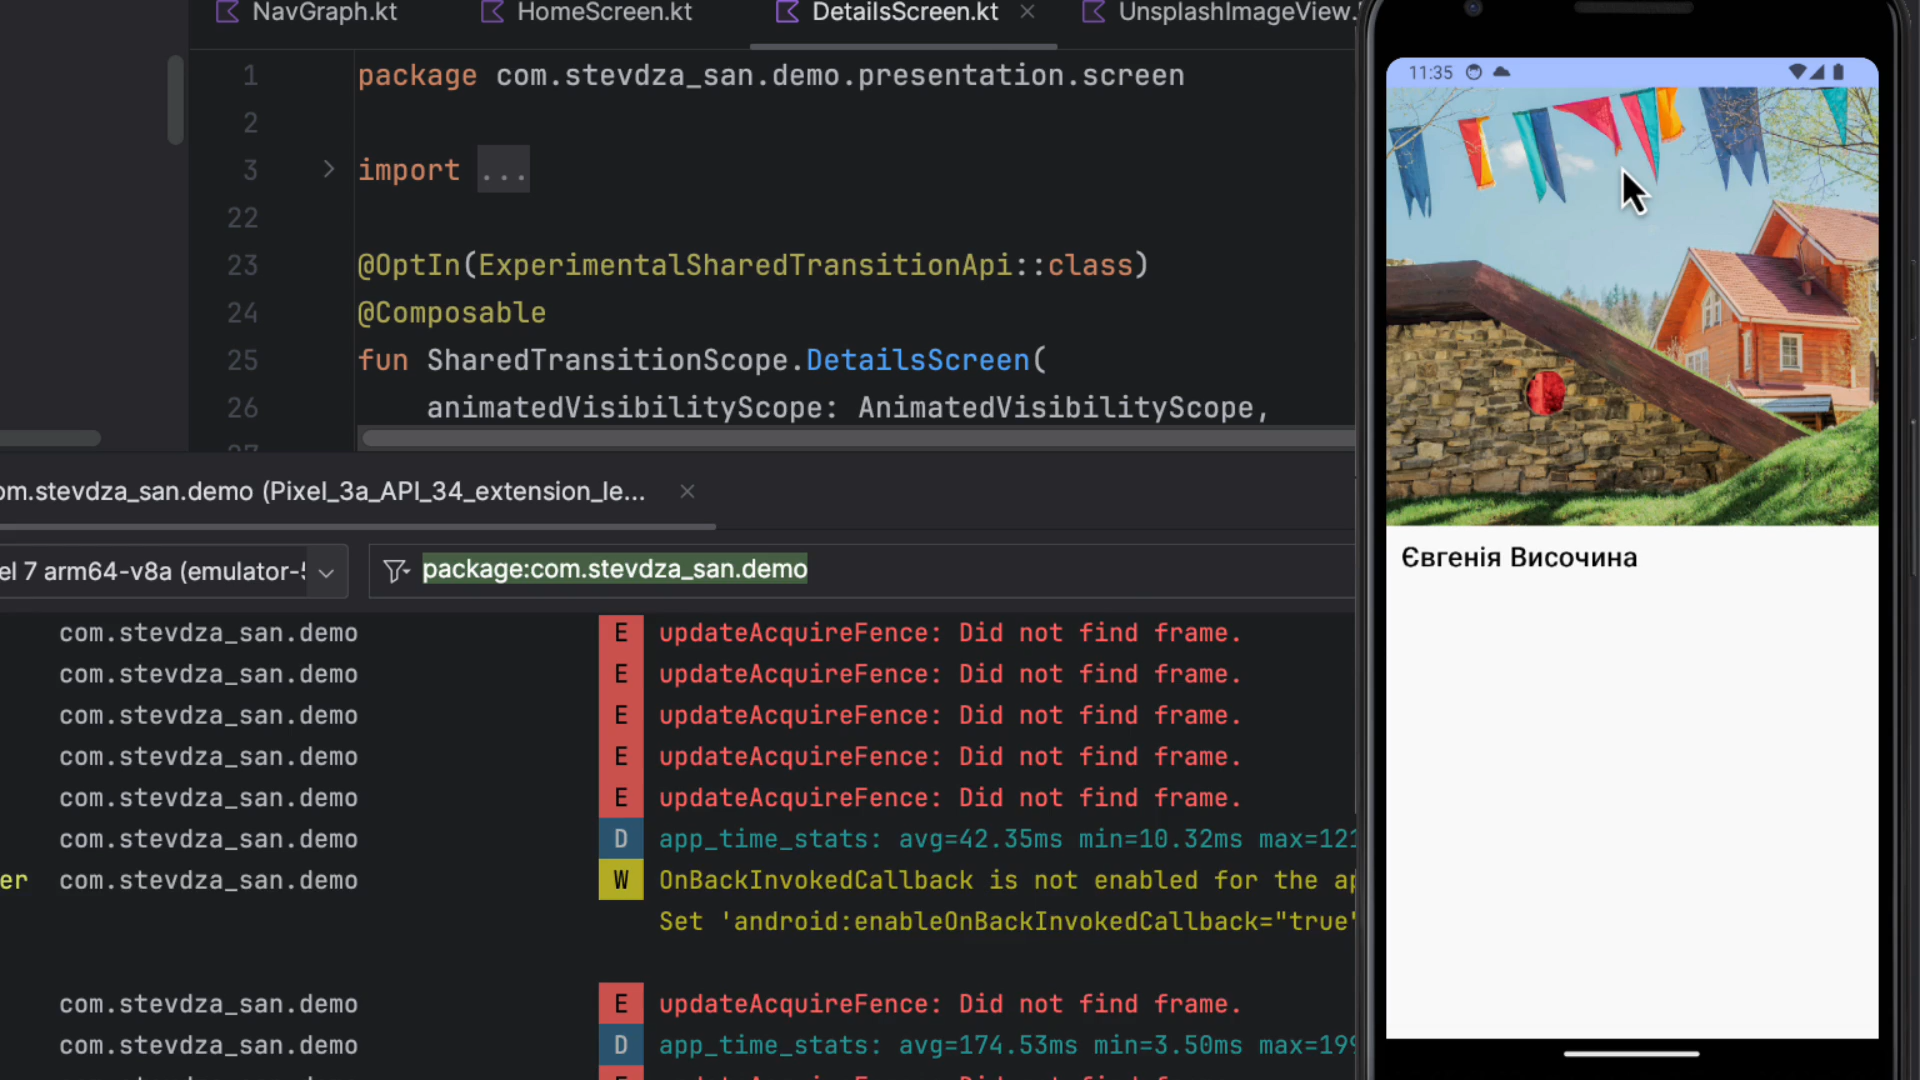 NavGraph.kt HomeScreen.kt DetailsScreen.kt UnsplashImageView.
1 package com.stevdza_san.demo.presentation.screen
2
3 import ...
22
23 @OptIn(ExperimentalSharedTransitionApi::class)
24 @Composable
25 fun SharedTransitionScope.DetailsScreen(
26 animatedVisibilityScope: AnimatedVisibilityScope,
om.stevdza_san.demo (Pixel_3a_API_34_extension_le...
el 7 arm64-v8a (emulator-5 package:com.stevdza_san.demo
com.stevdza_san.demo E updateAcquireFence: Did not find frame.
com.stevdza_san.demo E updateAcquireFence: Did not find frame.
com.stevdza_san.demo E updateAcquireFence: Did not find frame.
com.stevdza_san.demo E updateAcquireFence: Did not find frame.
com.stevdza_san.demo E updateAcquireFence: Did not find frame.
com.stevdza_san.demo D app_time_stats: avg=42.35ms min=10.32ms max=121
er com.stevdza_san.demo W OnBackInvokedCallback is not enabled for the ap
Set 'android:enableOnBackInvokedCallback="true"
com.stevdza_san.demo E updateAcquireFence: Did not find frame.
com.stevdza_san.demo D app_time_stats: avg=174.53ms min=3.50ms max=199
11:35
Євгенія Височина